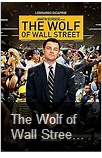 LEONARDO DICAPRIO
THE WOLF
OF WALL STREET
The Wolf of
Wall Stree...